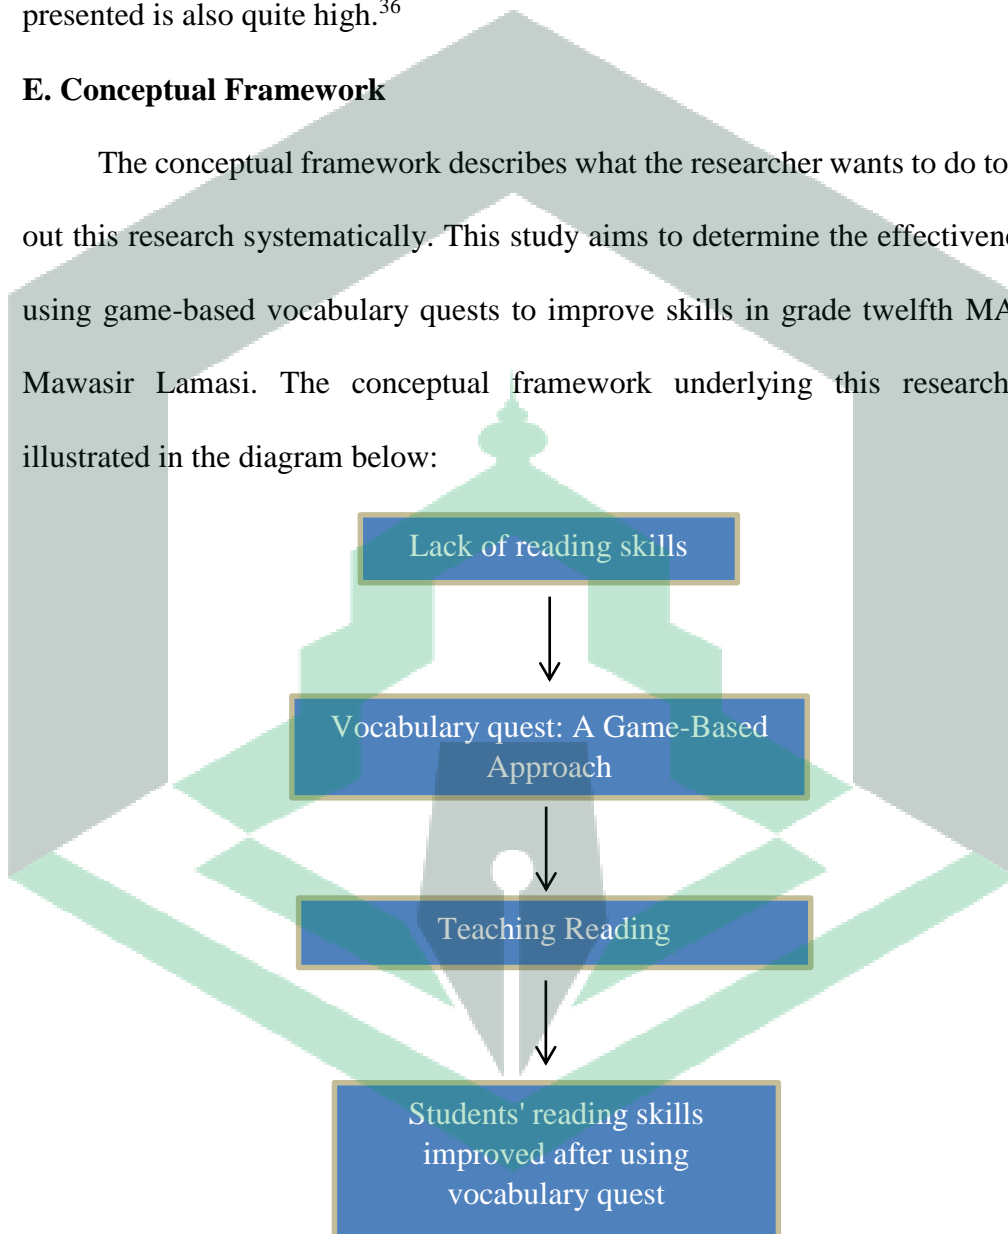 presented is also quite high.36
E. Conceptual Framework
The conceptual framework describes what the researcher wants to do to
out this research systematically. This study aims to determine the
using game-based vocabulary quests to improve skills in grade twelfth
Mawasir Lamasi. The conceptual framework underlying this research
illustrated in the diagram below:
Lack of reading skills
Vocabulary quest: A Game-Based
Approach
Teaching Reading
Students' reading skills
improved after using
vocabulary quest